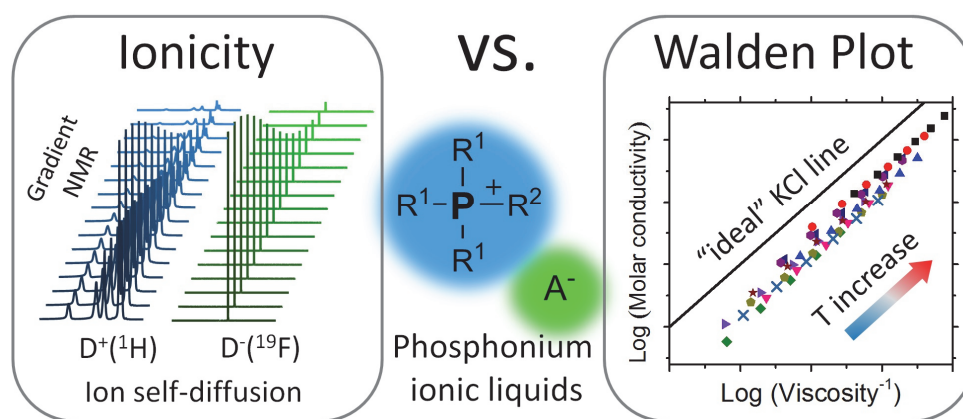 Ionicity
Gradient
NMR
D⁺(¹H)
D⁻(¹⁹F)
Ion self-diffusion
vs.
R¹
R¹–P⁺–R²
R¹
A⁻
Phosphonium
ionic liquids
Walden Plot
Log (Molar conductivity)
"ideal" KCl line
T increase
Log (Viscosity⁻¹)